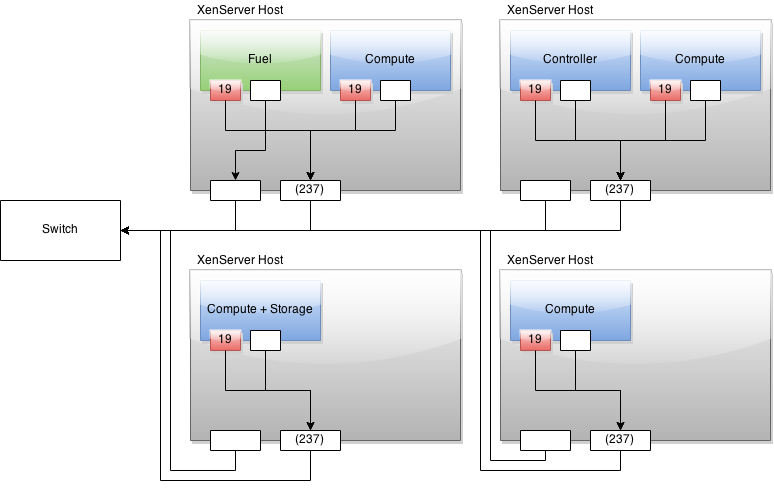 XenServer Host
XenServer Host
Fuel
Compute
Controller
Compute
19
19
19
19
(237)
(237)
Switch
XenServer Host
XenServer Host
Compute + Storage
Compute
19
19
(237)
(237)